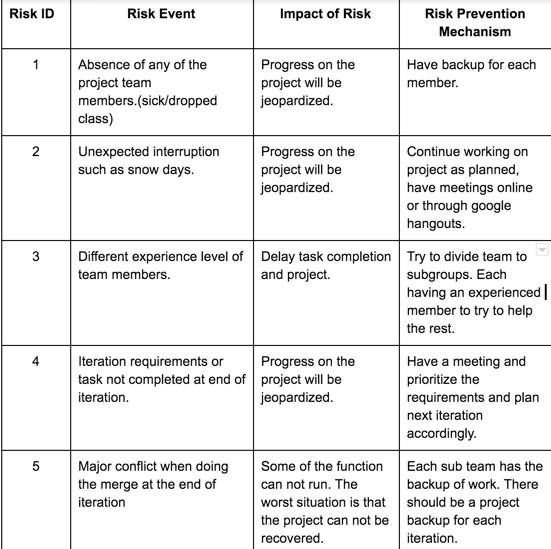 Risk ID
Risk Event
Impact of Risk
Risk Prevention
Mechanism
1
Absence of any of the
project team
members.(sick/dropped
class)
Progress on the
project will be
jeopardized.
Have backup for each
member.
2
Unexpected interruption
such as snow days.
Progress on the
project will be
jeopardized.
Continue working on
project as planned,
have meetings online
or through google
hangouts.
3
Different experience level of
team members.
Delay task completion
and project.
Try to divide team to
subgroups. Each
having an experienced
member to try to help
the rest.
4
Iteration requirements or
task not completed at end of
iteration.
Progress on the
project will be
jeopardized.
Have a meeting and
prioritize the
requirements and plan
next iteration
accordingly.
5
Major conflict when doing
the merge at the end of
iteration
Some of the function
can not run. The
worst situation is that
the project can not be
recovered.
Each sub team has the
backup of work. There
should be a project
backup for each
iteration.